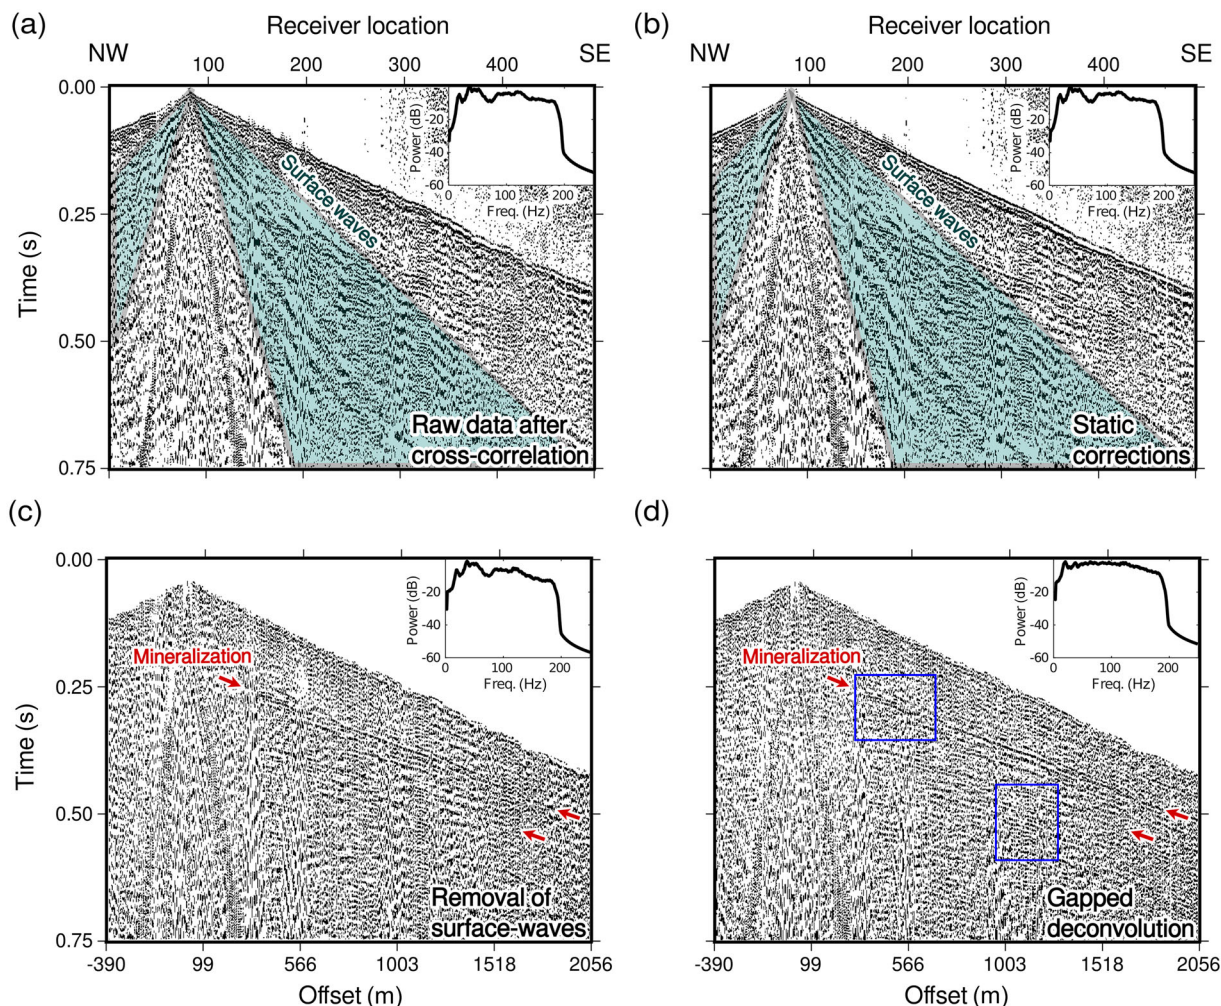 (a)
Receiver location
NW
SE
100
200
300
400
0.00
0.25
0.50
0.75
Time (s)
Surface waves
Power (dB)
-20
-40
-60
0
100
200
Freq. (Hz)
Raw data after
cross-correlation
(b)
Receiver location
NW
SE
100
200
300
400
Surface waves
Power (dB)
-20
-40
-60
0
100
200
Freq. (Hz)
Static
corrections
(c)
0.00
0.25
0.50
0.75
Time (s)
Mineralization
Power (dB)
-20
-40
-60
0
100
200
Freq. (Hz)
Removal of
surface-waves
-390
99
566
1003
1518
2056
Offset (m)
(d)
Mineralization
Power (dB)
-20
-40
-60
0
100
200
Freq. (Hz)
Gapped
deconvolution
-390
99
566
1003
1518
2056
Offset (m)